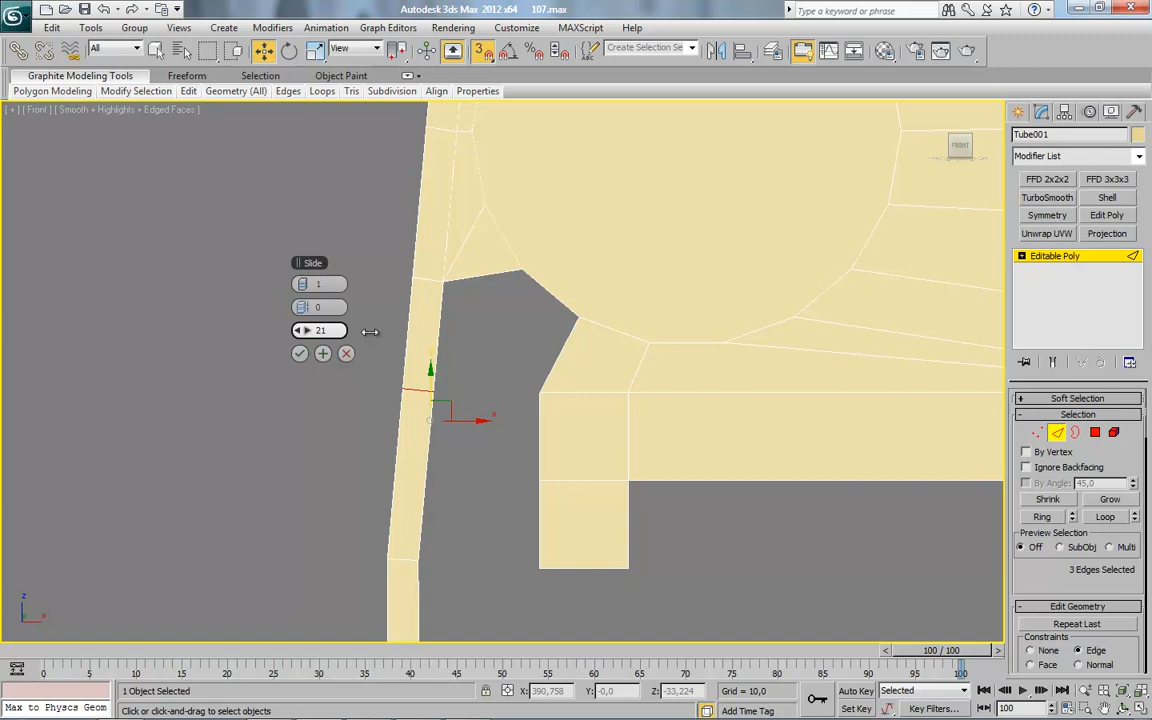 Autodesk 3ds Max 2012 x64 107.max
Type a keyword or phrase
Edit Tools Group Views Create Modifiers Animation Graph Editors Rendering Customize MAXScript Help
All View 3 Create Selection Se
Graphite Modeling Tools Freeform Selection Object Paint
Polygon Modeling Modify Selection Edit Geometry (All) Edges Loops Tris Subdivision Align Properties
[ + ] [ Front ] [ Smooth + Highlights + Edged Faces ]
FRONT
Slide
1
0
21
x
z
x
Tube001
Modifier List
FFD 2x2x2 FFD 3x3x3
TurboSmooth Shell
Symmetry Edit Poly
Unwrap UVW Projection
Editable Poly
Soft Selection
Selection
By Vertex
Ignore Backfacing
By Angle: 45,0
Shrink Grow
Ring Loop
Preview Selection
Off SubObj Multi
3 Edges Selected
Edit Geometry
Repeat Last
Constraints
None Edge
Face Normal
100 / 100
0 5 10 15 20 25 30 35 40 45 50 55 60 65 70 75 80 85 90 95 100
1 Object Selected X: 390,758 Y: -0,0 Z: -33,224 Grid = 10,0 Auto Key Selected
Max to Physcs Geom Click or click-and-drag to select objects Add Time Tag Set Key Key Filters... 100